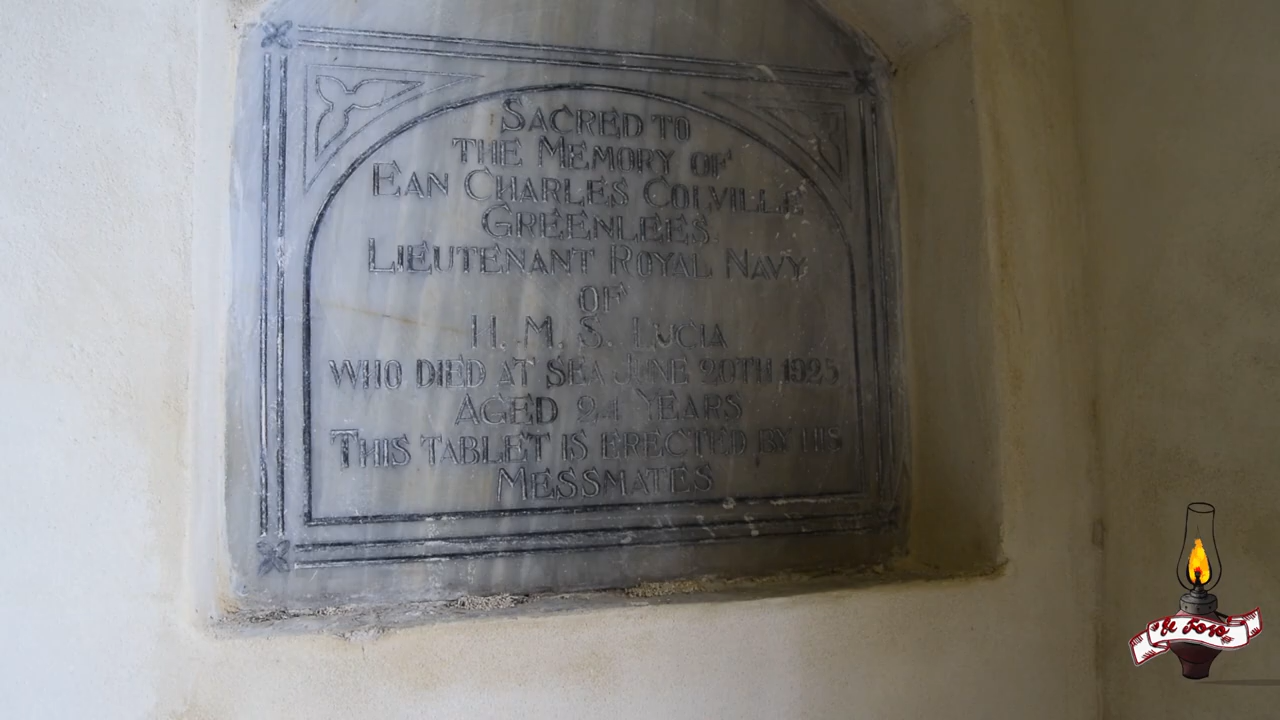 SACRED TO
THE MEMORY OF
EAN CHARLES COLVILLE
GREENLEES.
LIEUTENANT ROYAL NAVY
OF
H. M. S. LUCIA
WHO DIED AT SEA JUNE 20TH 1925
AGED 24 YEARS
THIS TABLET IS ERECTED BY HIS
MESSMATES